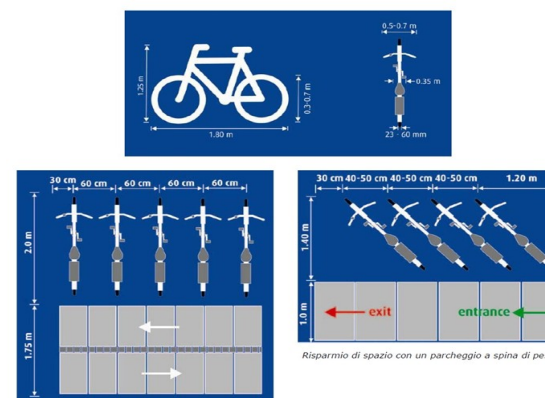 0.5-0.7 m
1.25 m
0.35 m
0.3-0.7 m
1.80 m
23 - 60 mm
30 cm 60 cm 60 cm 60 cm 60 cm
2.0 m
1.75 m
30 cm 40-50 cm 40-50 cm 40-50 cm 1.20 m
1.40 m
1.0 m
exit
entrance
Risparmio di spazio con un parcheggio a spina di pe